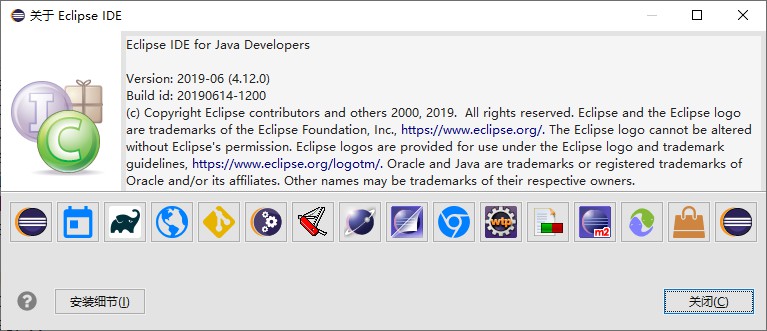 关于 Eclipse IDE
Eclipse IDE for Java Developers
Version: 2019-06 (4.12.0)
Build id: 20190614-1200
(c) Copyright Eclipse contributors and others 2000, 2019.  All rights reserved. Eclipse and the Eclipse logo
are trademarks of the Eclipse Foundation, Inc., https://www.eclipse.org/. The Eclipse logo cannot be altered
without Eclipse's permission. Eclipse logos are provided for use under the Eclipse logo and trademark
guidelines, https://www.eclipse.org/logotm/. Oracle and Java are trademarks or registered trademarks of
Oracle and/or its affiliates. Other names may be trademarks of their respective owners.
I
C
wtp
m2
?
安装细节(I)
关闭(C)